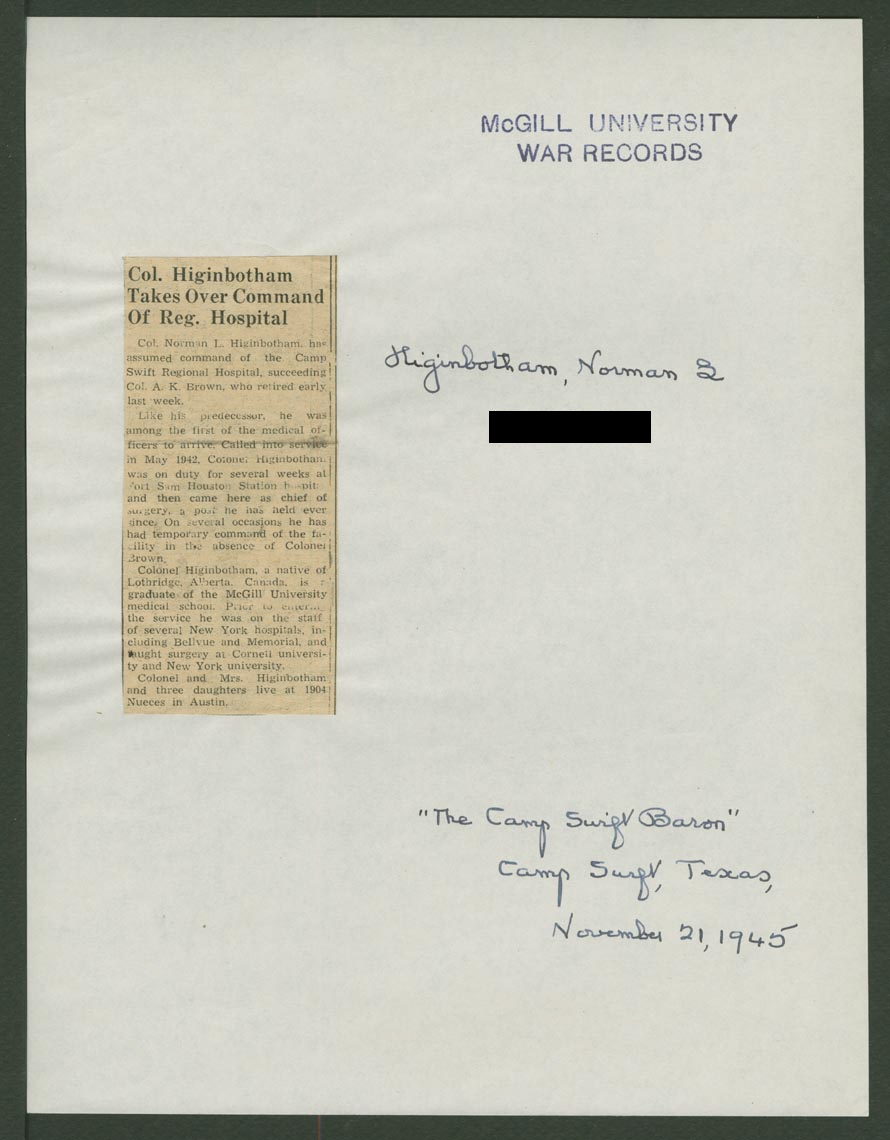 McGILL UNIVERSITY
WAR RECORDS
Col. Higinbotham
Takes Over Command
Of Reg. Hospital
Col. Norman L. Higinbotham, has
assumed command of the Camp
Swift Regional Hospital, succeeding
Col. A. K. Brown, who retired early
last week.
Like his predecessor, he was
among the first of the medical of-
ficers to arrive. Called into service
in May 1942, Colonel Higinbotham
was on duty for several weeks at
Fort Sam Houston Station
and then came here as chief of
surgery, a post he has held ever
since. On several occasions he has
had temporary command of the fa-
cility in the absence of Colonel
Brown.
Colonel Higinbotham, a native of
Lothridge, Alberta, Canada, is
graduate of the McGill University
medical school. Prior to
the service he was on the staff
of several New York hospitals, in-
cluding Bellvue and Memorial, and
taught surgery at Cornell universi-
ty and New York university.
Colonel and Mrs. Higinbotham
and three daughters live at 1904
Nueces in Austin.
Higinbotham, Norman L
"The Camp Swift Baron"
Camp Swift, Texas,
November 21, 1945